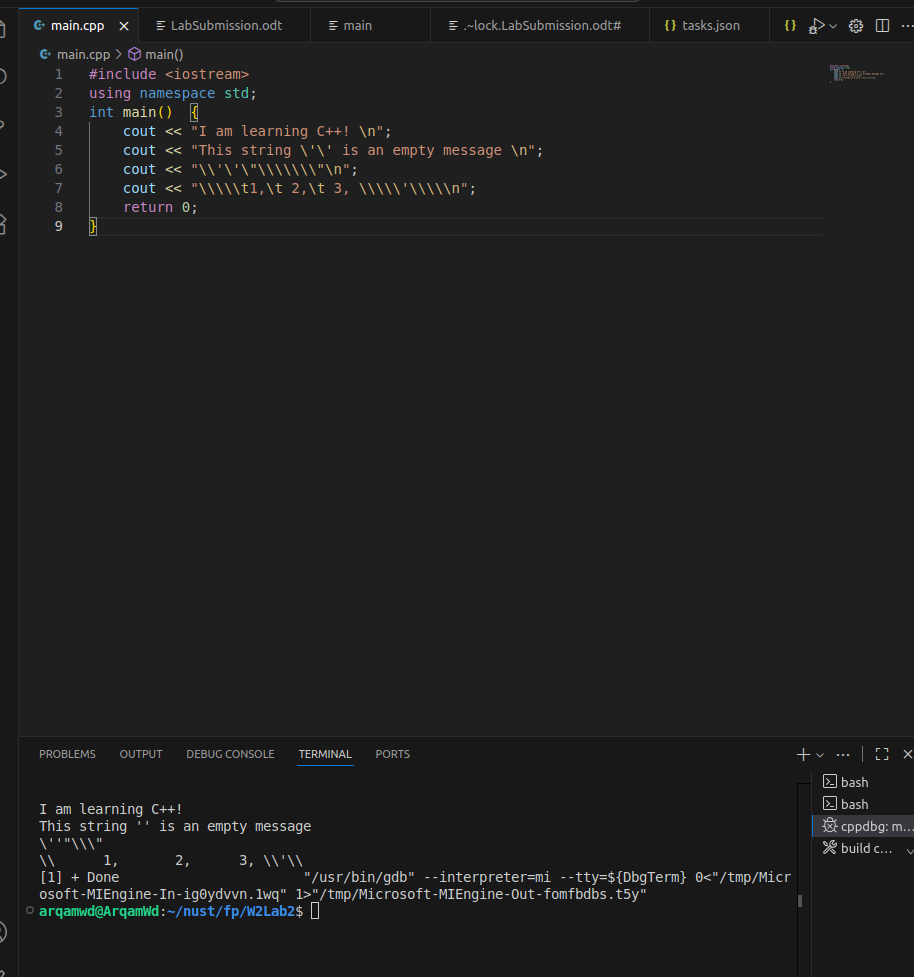 main.cpp LabSubmission.odt main .~lock.LabSubmission.odt# {} tasks.json {}
main.cpp > main()
1 #include <iostream>
2 using namespace std;
3 int main() {
4 cout << "I am learning C++! \n";
5 cout << "This string \'\' is an empty message \n";
6 cout << "\\'\'\"\\\\\\\"\n";
7 cout << "\\\\\t1,\t 2,\t 3, \\\\\'\\\\\n";
8 return 0;
9 }
PROBLEMS OUTPUT DEBUG CONSOLE TERMINAL PORTS
bash
bash
cppdbg: m...
build c...
I am learning C++!
This string '' is an empty message
\''"\\\"
\\ 1, 2, 3, \\'\\
[1] + Done "/usr/bin/gdb" --interpreter=mi --tty=${DbgTerm} 0<"/tmp/Micr
osoft-MIEngine-In-ig0ydvvn.1wq" 1>"/tmp/Microsoft-MIEngine-Out-fomfbdbs.t5y"
arqamwd@ArqamWd:~/nust/fp/W2Lab2$